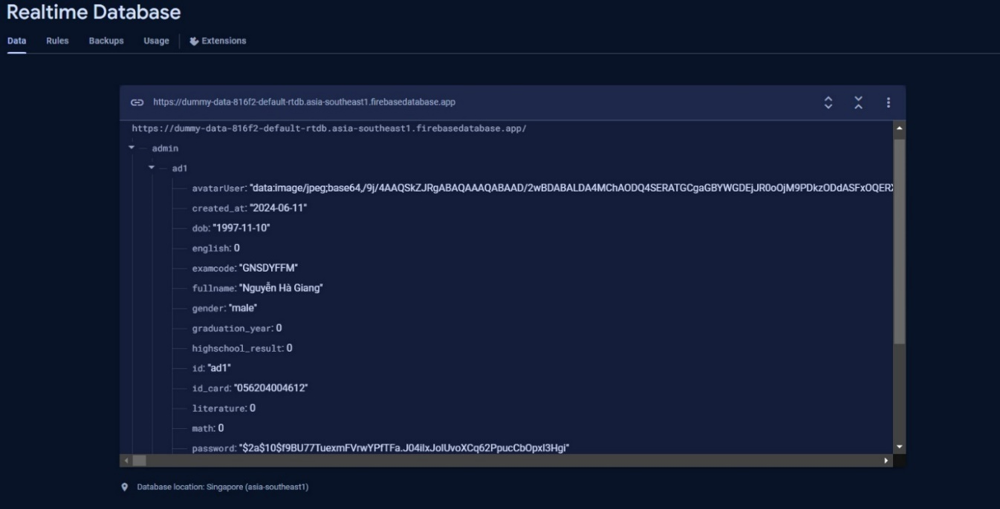 Realtime Database
Data Rules Backups Usage Extensions
https://dummy-data-816f2-default-rtdb.asia-southeast1.firebasedatabase.app
https://dummy-data-816f2-default-rtdb.asia-southeast1.firebasedatabase.app/
admin
ad1
avatarUser: "data:image/jpeg;base64,/9j/4AAQSkZJRgABAQAAAQABAAD/2wBDABALDA4MChAODQ4SERATGCgaGBYWGDEjJR0oOjM9PDkzODdASFxOQERX
created_at: "2024-06-11"
dob: "1997-11-10"
english: 0
examcode: "GNSDYFFM"
fullname: "Nguyễn Hà Giang"
gender: "male"
graduation_year: 0
highschool_result: 0
id: "ad1"
id_card: "056204004612"
literature: 0
math: 0
password: "$2a$10$f9BU77TuexmFVrwYPfTFa.J04ilxJolUvoXCq62PpucCbOpxl3Hgi"
Database location: Singapore (asia-southeast1)